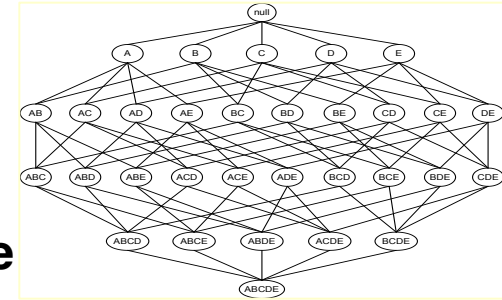 null
A B C D E
AB AC AD AE BC BD BE CD CE DE
ABC ABD ABE ACD ACE ADE BCD BCE BDE CDE
ABCD ABCE ABDE ACDE BCDE
e
ABCDE